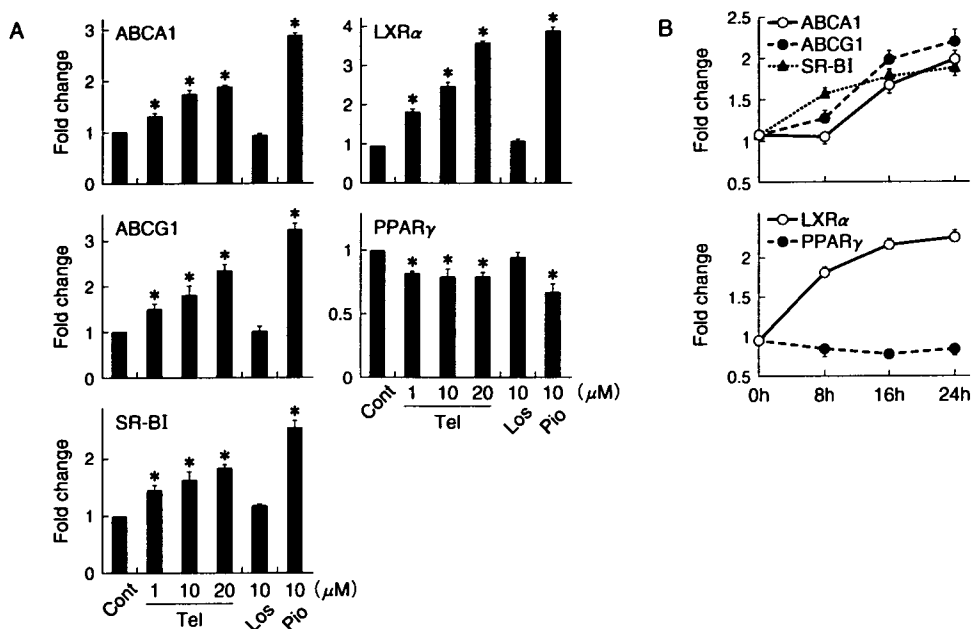 A
ABCA1
Fold change
3
2
1
0
* * * * *
LXRα
4
3
2
1
0
* * * * *
ABCG1
Fold change
3
2
1
0
* * * * *
PPARγ
1
0.5
0
* * * * *
Cont 1 10 20 10 10 (μM)
Tel Los Pio
SR-BI
Fold change
2
1
0
* * * * *
Cont 1 10 20 10 10 (μM)
Tel Los Pio
B
ABCA1
ABCG1
SR-BI
Fold change
2.5
2
1.5
1
0.5
LXRα
PPARγ
Fold change
2
1.5
1
0.5
0h 8h 16h 24h